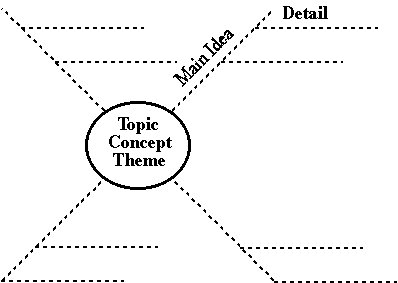 Detail
Main Idea
Topic
Concept
Theme